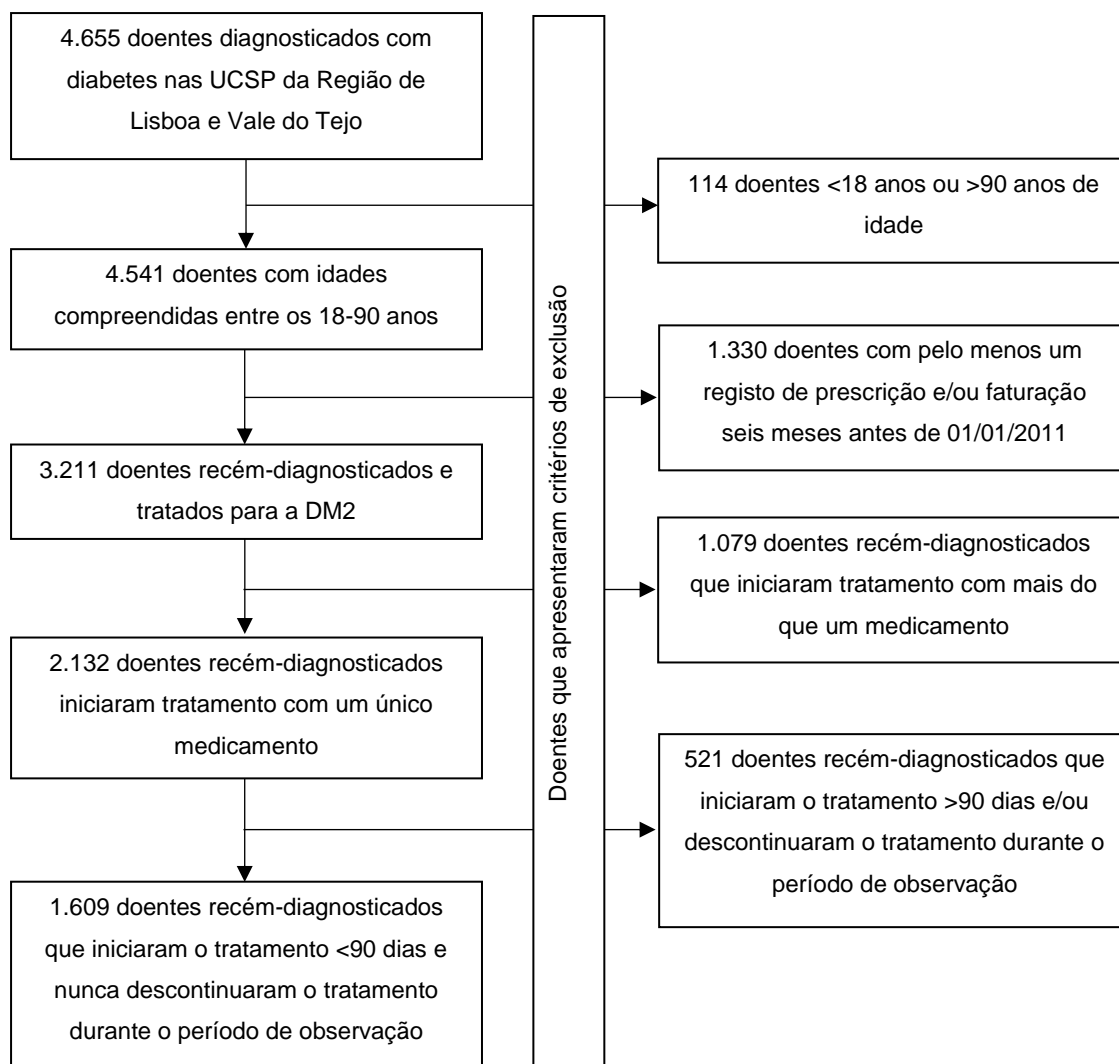 4.655 doentes diagnosticados com
diabetes nas UCSP da Região de
Lisboa e Vale do Tejo
114 doentes <18 anos ou >90 anos de
idade
4.541 doentes com idades
compreendidas entre os 18-90 anos
1.330 doentes com pelo menos um
registo de prescrição e/ou faturação
seis meses antes de 01/01/2011
3.211 doentes recém-diagnosticados e
tratados para a DM2
1.079 doentes recém-diagnosticados
que iniciaram tratamento com mais do
que um medicamento
2.132 doentes recém-diagnosticados
iniciaram tratamento com um único
medicamento
521 doentes recém-diagnosticados que
iniciaram o tratamento >90 dias e/ou
descontinuaram o tratamento durante o
período de observação
1.609 doentes recém-diagnosticados
que iniciaram o tratamento <90 dias e
nunca descontinuaram o tratamento
durante o período de observação
Doentes que apresentaram critérios de exclusão